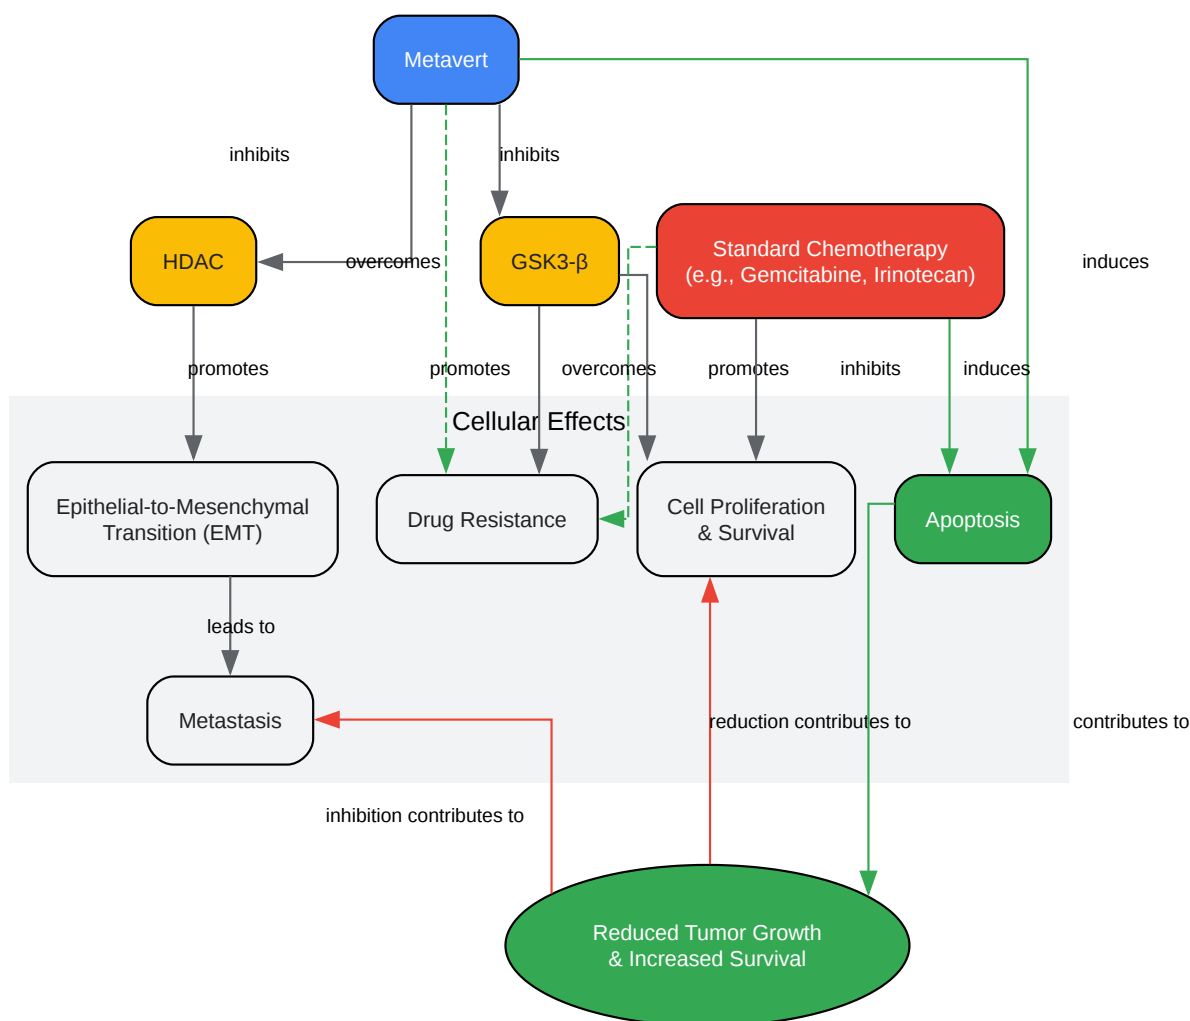 Metavert
inhibits
inhibits
HDAC
overcomes
GSK3-β
Standard Chemotherapy
(e.g., Gemcitabine, Irinotecan)
induces
promotes
promotes
overcomes
promotes
inhibits
induces
Cellular Effects
Epithelial-to-Mesenchymal
Transition (EMT)
Drug Resistance
Cell Proliferation
& Survival
Apoptosis
leads to
Metastasis
reduction contributes to
contributes to
inhibition contributes to
Reduced Tumor Growth
& Increased Survival